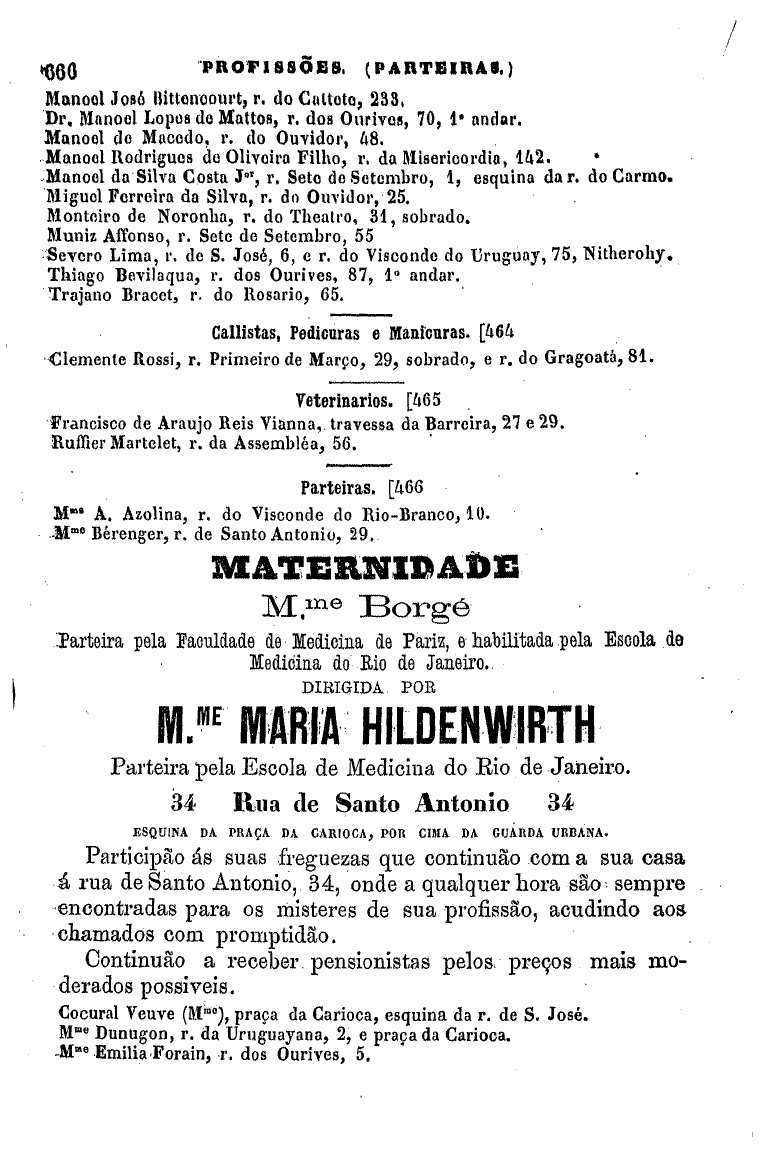 660 PROFISSÕES. (PARTEIRAS.)
Manoel José Bittencourt, r. do Cattete, 233.
Dr. Manoel Lopes de Mattos, r. dos Ourives, 70, 1º andar.
Manoel de Macedo, r. do Ouvidor, 48.
Manoel Rodrigues de Oliveira Filho, r. da Misericordia, 142.
Manoel da Silva Costa Jor, r. Sete de Setembro, 1, esquina da r. do Carmo.
Miguel Ferreira da Silva, r. do Ouvidor, 25.
Monteiro de Noronha, r. do Theatro, 31, sobrado.
Muniz Affonso, r. Sete de Setembro, 55
Severo Lima, r. de S. José, 6, e r. do Visconde do Uruguay, 75, Nitherohy.
Thiago Bevilaqua, r. dos Ourives, 87, 1º andar.
Trajano Bracet, r. do Rosario, 65.
Callistas, Pedicuras e Manicuras. [464
Clemente Rossi, r. Primeiro de Março, 29, sobrado, e r. do Gragoatá, 81.
Veterinarios. [465
Francisco de Araujo Reis Vianna, travessa da Barreira, 27 e 29.
Ruffier Martelet, r. da Assembléa, 56.
Parteiras. [466
Mme A. Azolina, r. do Visconde do Rio-Branco, 10.
Mme Bérenger, r. de Santo Antonio, 29.
MATERNIDADE
M.me Borgé
Parteira pela Faculdade de Medicina de Pariz, e habilitada pela Escola de
Medicina do Rio de Janeiro.
DIRIGIDA POR
M.ME MARIA HILDENWIRTH
Parteira pela Escola de Medicina do Rio de Janeiro.
34 Rua de Santo Antonio 34
ESQUINA DA PRAÇA DA CARIOCA, POR CIMA DA GUARDA URBANA.
Participão ás suas freguezas que continuão com a sua casa
á rua de Santo Antonio, 34, onde a qualquer hora são sempre
encontradas para os misteres de sua profissão, acudindo aos
chamados com promptidão.
Continuão a receber pensionistas pelos preços mais mo-
derados possiveis.
Cocural Veuve (Mme), praça da Carioca, esquina da r. de S. José.
Mme Dunugon, r. da Uruguayana, 2, e praça da Carioca.
Mme Emilia Forain, r. dos Ourives, 5.